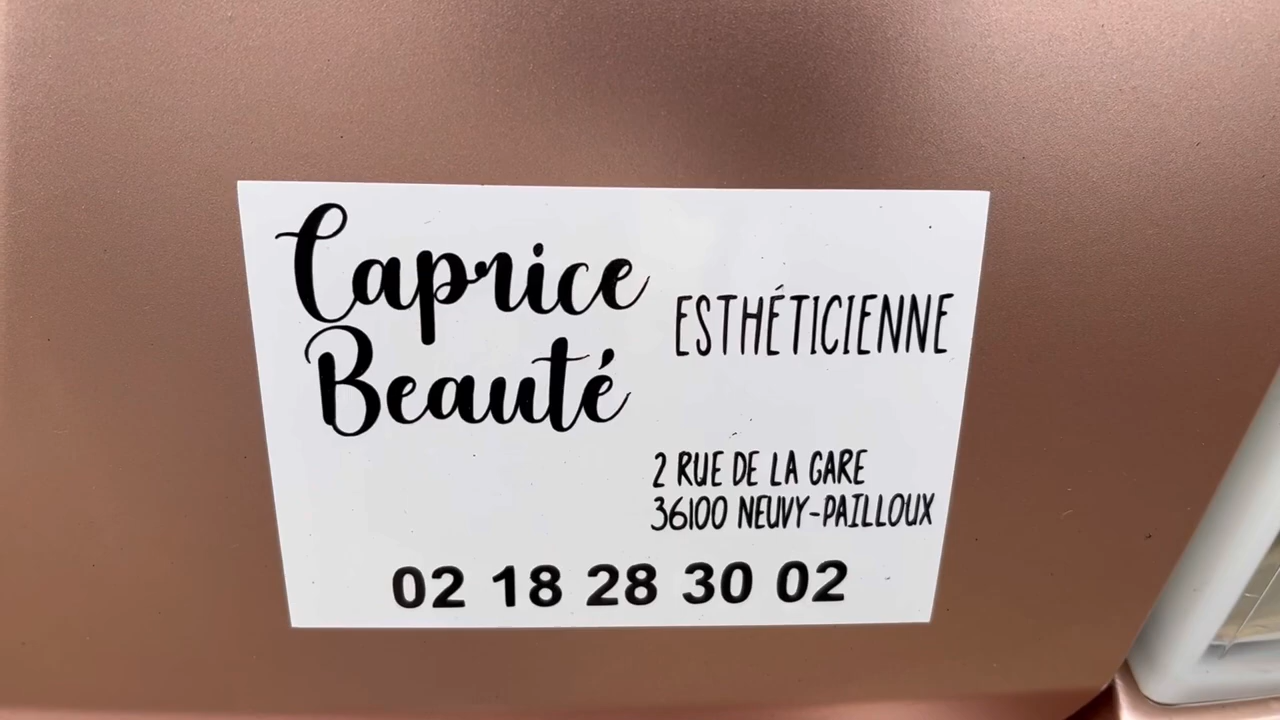 Caprice
Beauté
ESTHÉTICIENNE
2 RUE DE LA GARE
36100 NEUVY-PAILLOUX
02 18 28 30 02